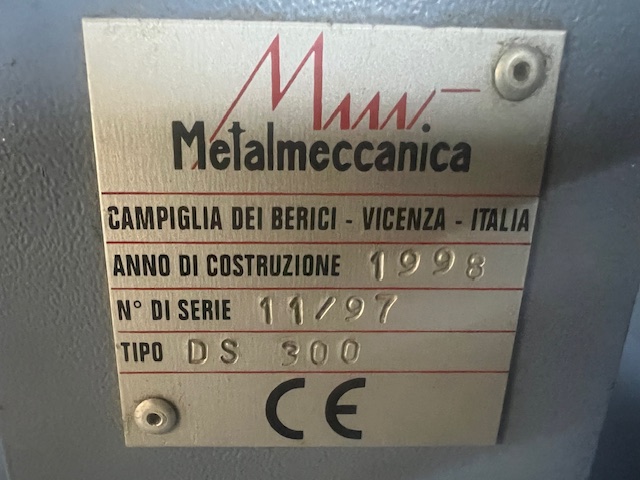 Metalmeccanica
CAMPIGLIA DEI BERICI - VICENZA - ITALIA
ANNO DI COSTRUZIONE 1998
N° DI SERIE 11/97
TIPO DS 300
CE